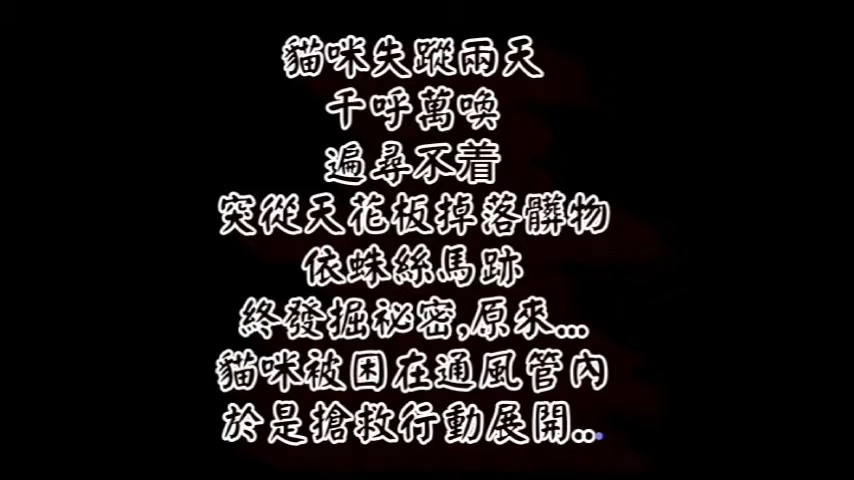 貓咪失蹤兩天
千呼萬喚
遍尋不着
突從天花板掉落髒物
依蛛絲馬跡
終發掘祕密,原來...
貓咪被困在通風管內
於是搶救行動展開...